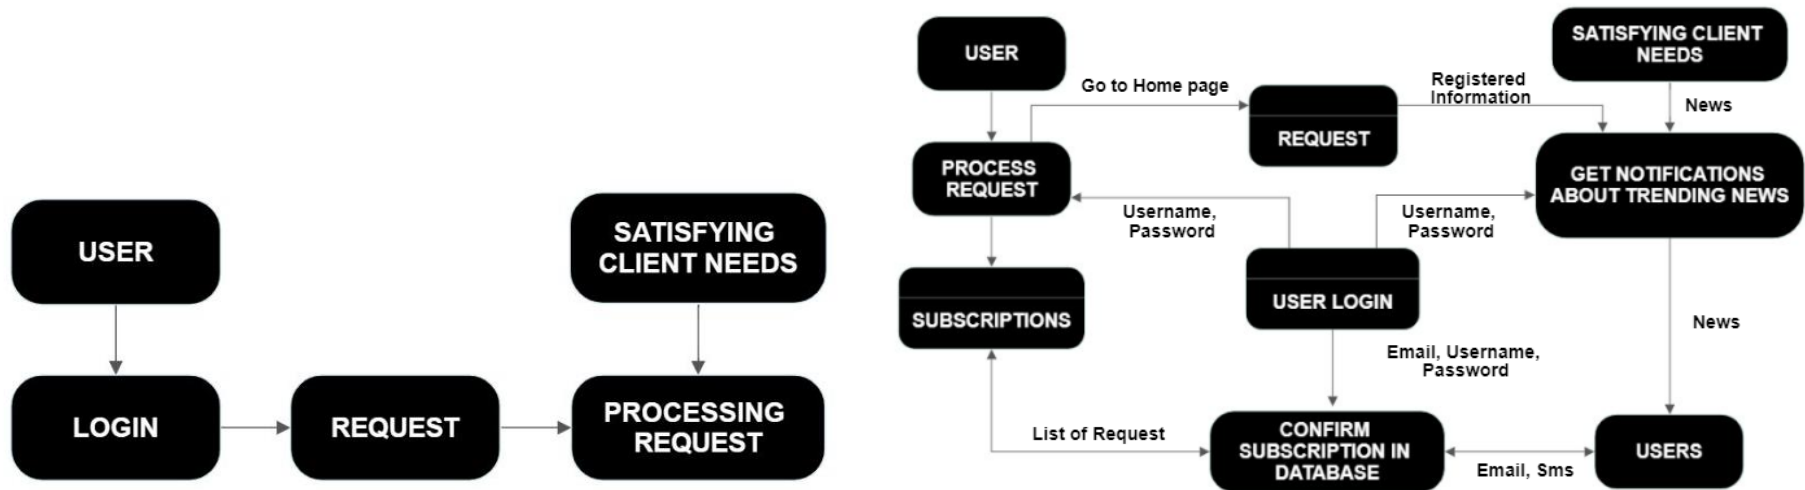 USER
SATISFYING
CLIENT NEEDS
LOGIN
REQUEST
PROCESSING
REQUEST
USER
SATISFYING CLIENT
NEEDS
Go to Home page
Registered
Information
News
REQUEST
PROCESS
REQUEST
GET NOTIFICATIONS
ABOUT TRENDING NEWS
Username,
Password
Username,
Password
SUBSCRIPTIONS
USER LOGIN
News
Email, Username,
Password
List of Request
CONFIRM
SUBSCRIPTION IN
DATABASE
Email, Sms
USERS